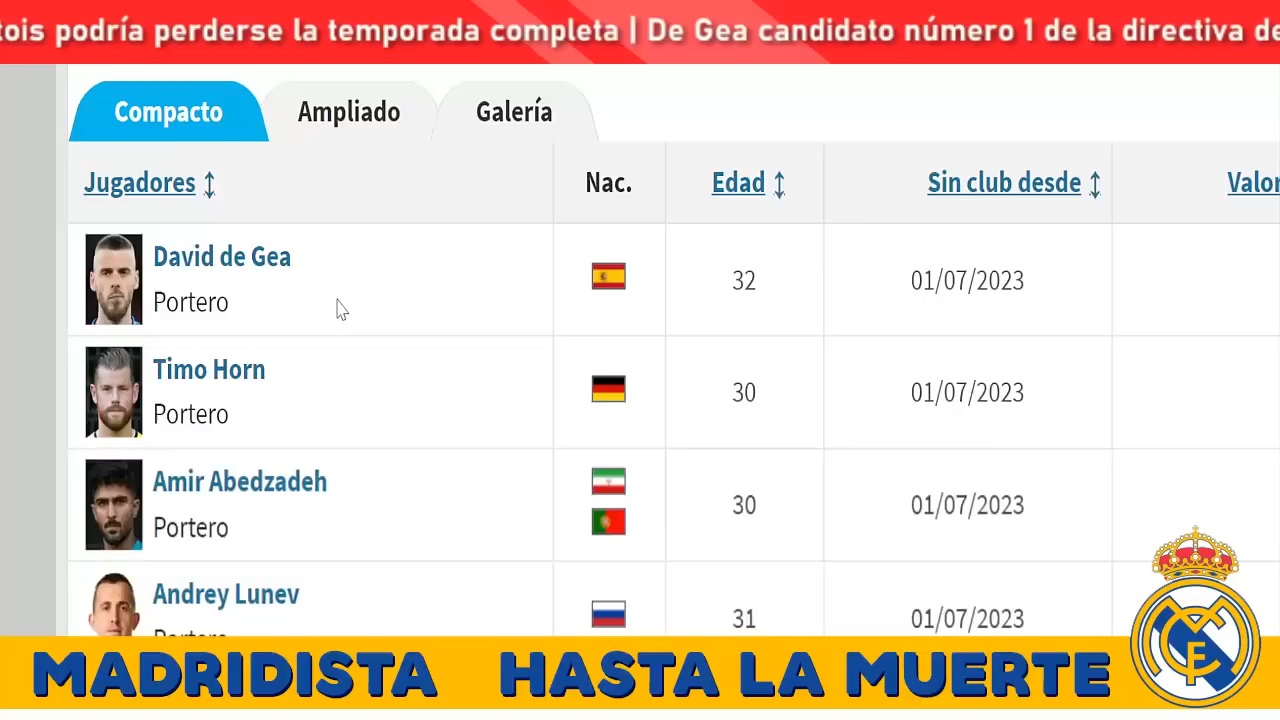 tois podría perderse la temporada completa | De Gea candidato número 1 de la directiva de
Compacto Ampliado Galería
Jugadores Nac. Edad Sin club desde Valor
David de Gea
Portero
32 01/07/2023
Timo Horn
Portero
30 01/07/2023
Amir Abedzadeh
Portero
30 01/07/2023
Andrey Lunev
Portero
31 01/07/2023
MADRIDISTA HASTA LA MUERTE